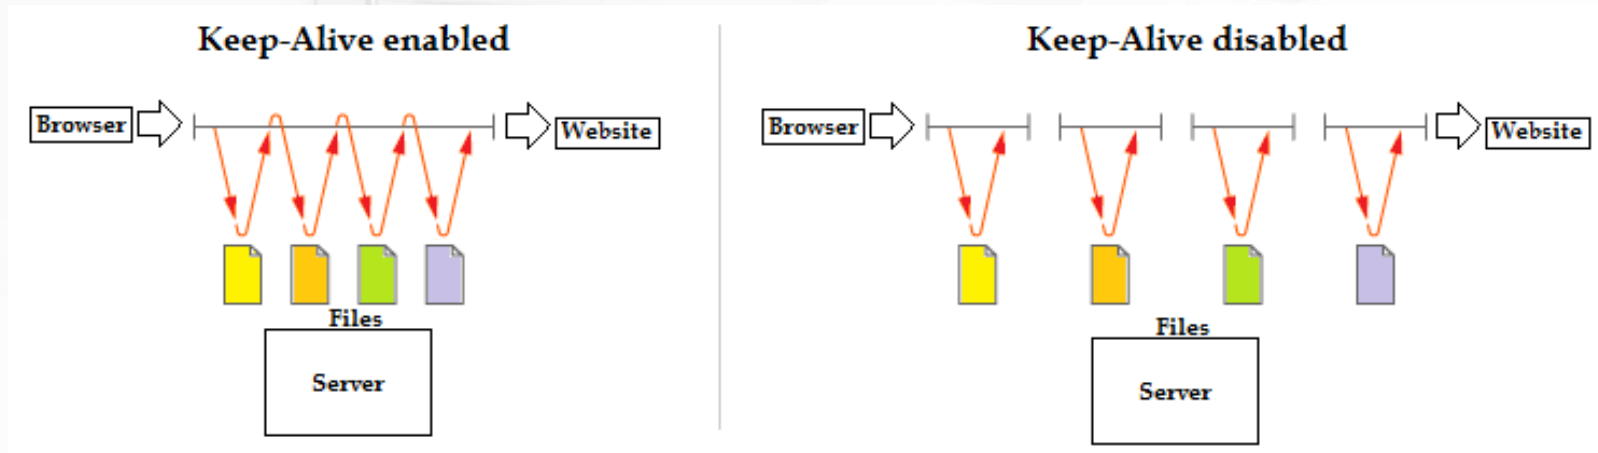 Keep-Alive enabled
Browser
Website
Files
Server
Keep-Alive disabled
Browser
Website
Files
Server